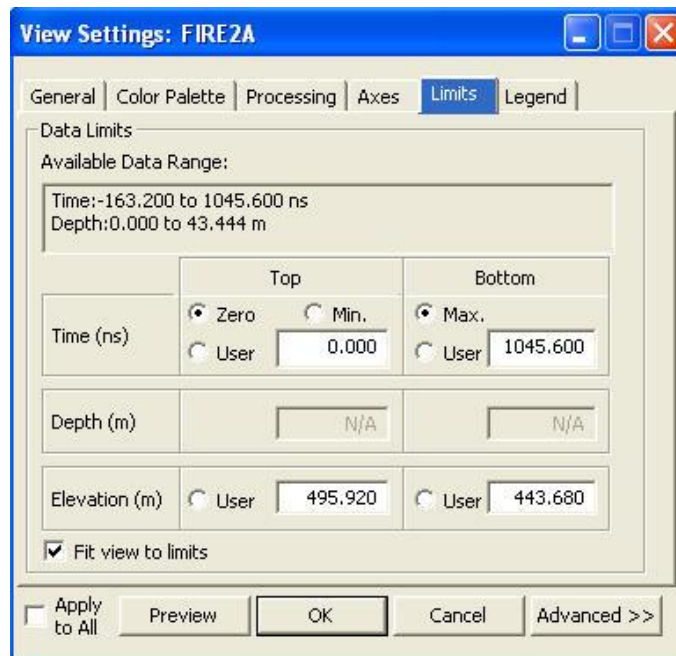 View Settings: FIRE2A
General Color Palette Processing Axes Limits Legend
Data Limits
Available Data Range:
Time:-163.200 to 1045.600 ns
Depth:0.000 to 43.444 m
Top Bottom
Time (ns)
Zero Min. Max.
User 0.000 User 1045.600
Depth (m) N/A N/A
Elevation (m) User 495.920 User 443.680
Fit view to limits
Apply
to All
Preview OK Cancel Advanced >>